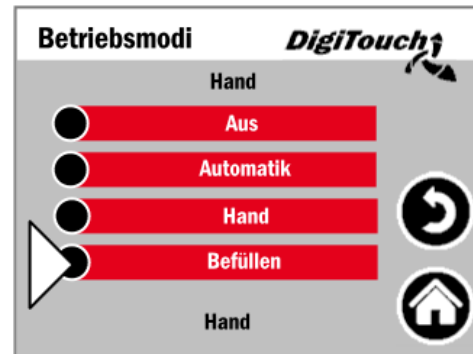 Betriebsmodi DigiTouch
Hand
Aus
Automatik
Hand
Befüllen
Hand